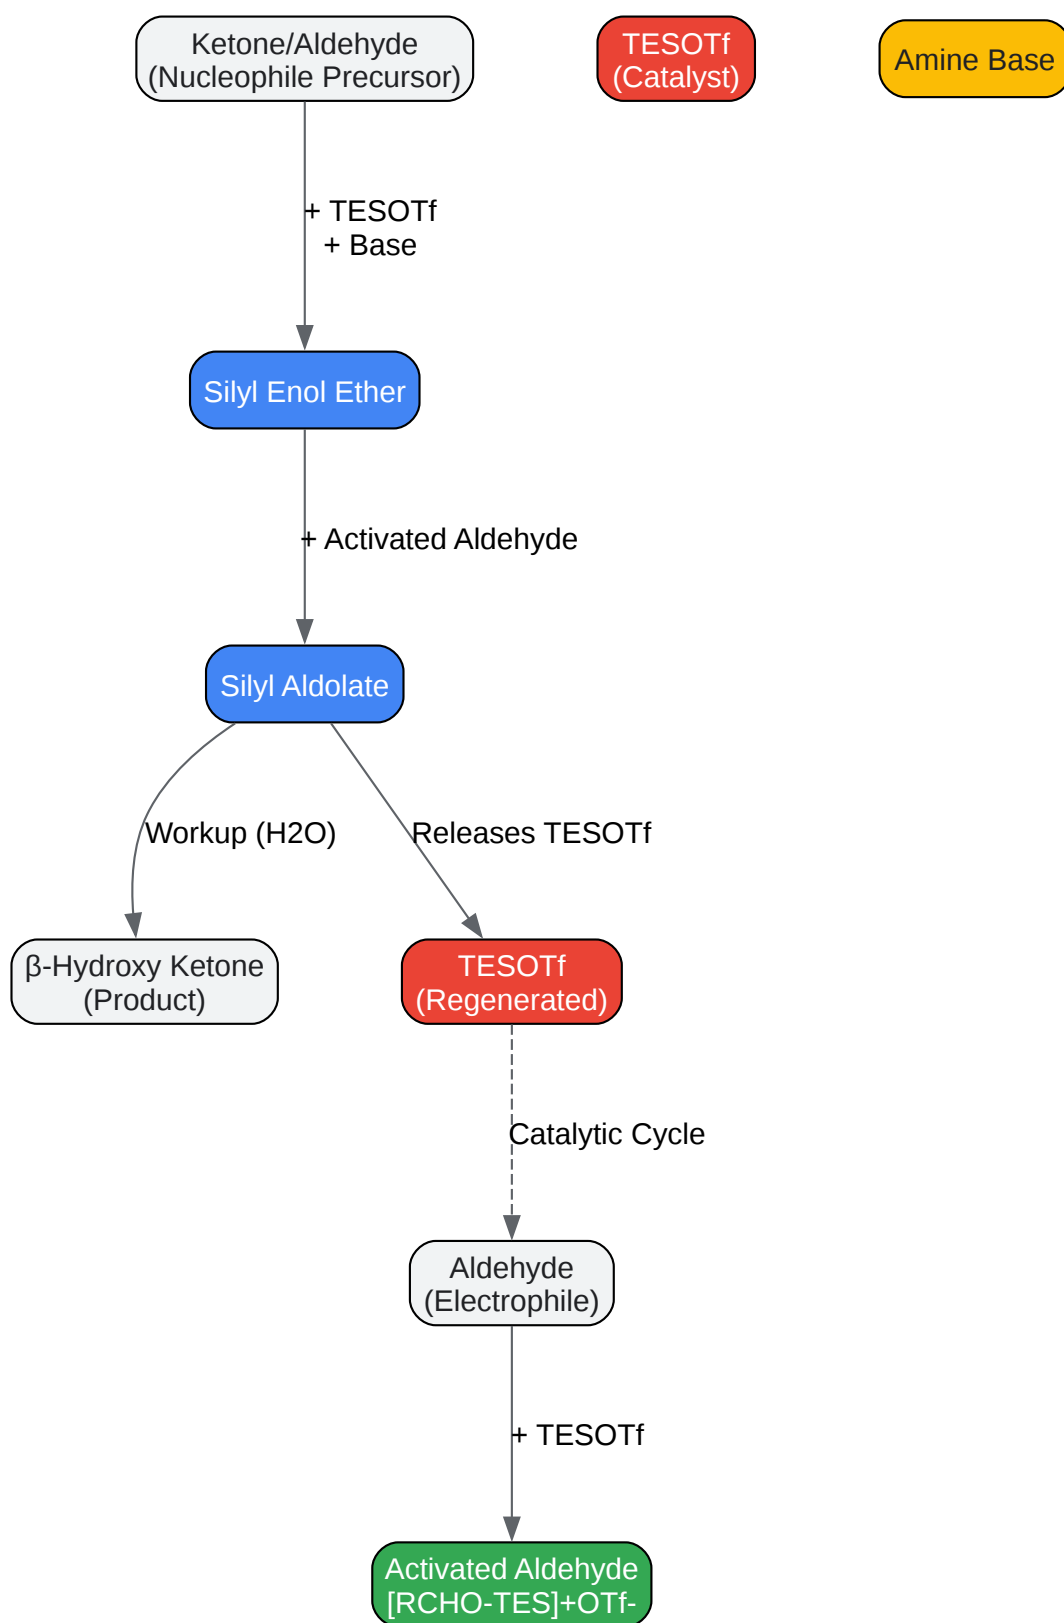 Ketone/Aldehyde
(Nucleophile Precursor)
TESOTf
(Catalyst)
Amine Base
+ TESOTf
+ Base
Silyl Enol Ether
+ Activated Aldehyde
Silyl Aldolate
Workup (H2O)
Releases TESOTf
β-Hydroxy Ketone
(Product)
TESOTf
(Regenerated)
Catalytic Cycle
Aldehyde
(Electrophile)
+ TESOTf
Activated Aldehyde
[RCHO-TES]+OTf-